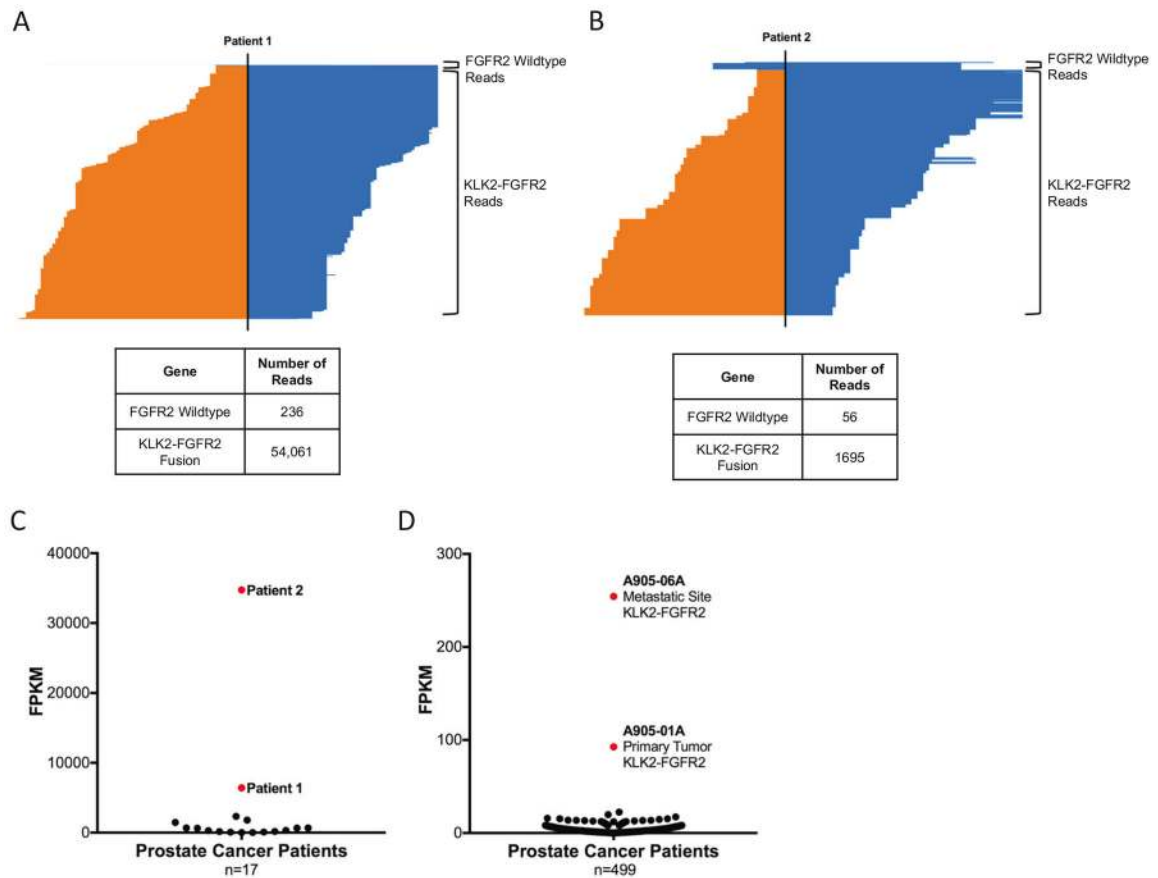 A
Patient 1
FGFR2 Wildtype
Reads
KLK2-FGFR2
Reads
Gene
Number of
Reads
FGFR2 Wildtype
236
KLK2-FGFR2
Fusion
54,061
B
Patient 2
FGFR2 Wildtype
Reads
KLK2-FGFR2
Reads
Gene
Number of
Reads
FGFR2 Wildtype
56
KLK2-FGFR2
Fusion
1695
C
FPKM
40000
30000
20000
10000
0
Patient 2
Patient 1
Prostate Cancer Patients
n=17
D
FPKM
300
200
100
0
A905-06A
Metastatic Site
KLK2-FGFR2
A905-01A
Primary Tumor
KLK2-FGFR2
Prostate Cancer Patients
n=499